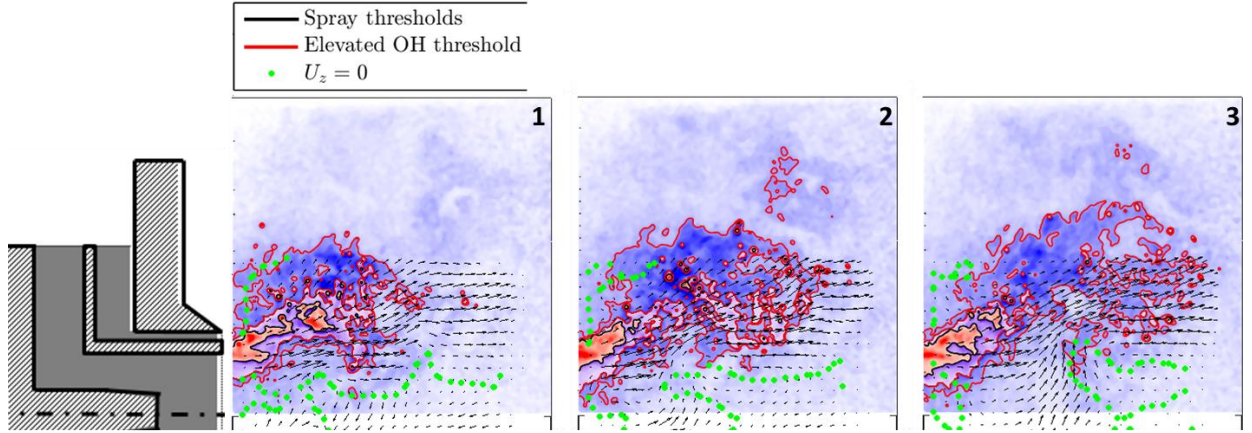 Spray thresholds
Elevated OH threshold
U_z = 0
1
2
3